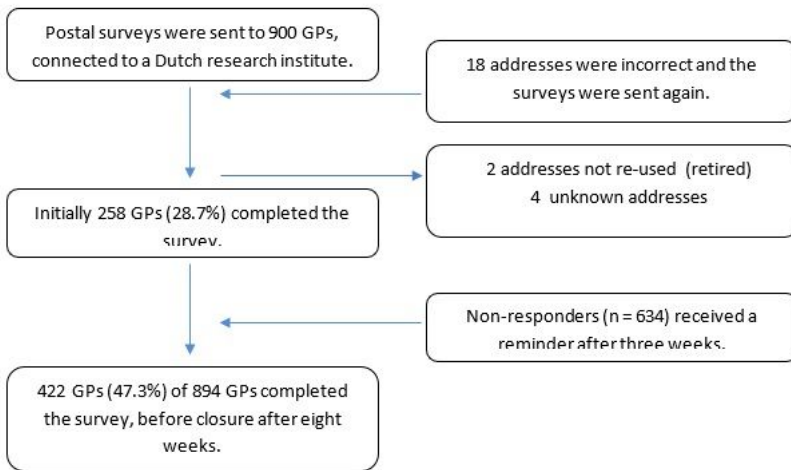 Postal surveys were sent to 900 GPs,
connected to a Dutch research institute.
18 addresses were incorrect and the
surveys were sent again.
2 addresses not re-used (retired)
4 unknown addresses
Initially 258 GPs (28.7%) completed the
survey.
Non-responders (n = 634) received a
reminder after three weeks.
422 GPs (47.3%) of 894 GPs completed
the survey, before closure after eight
weeks.